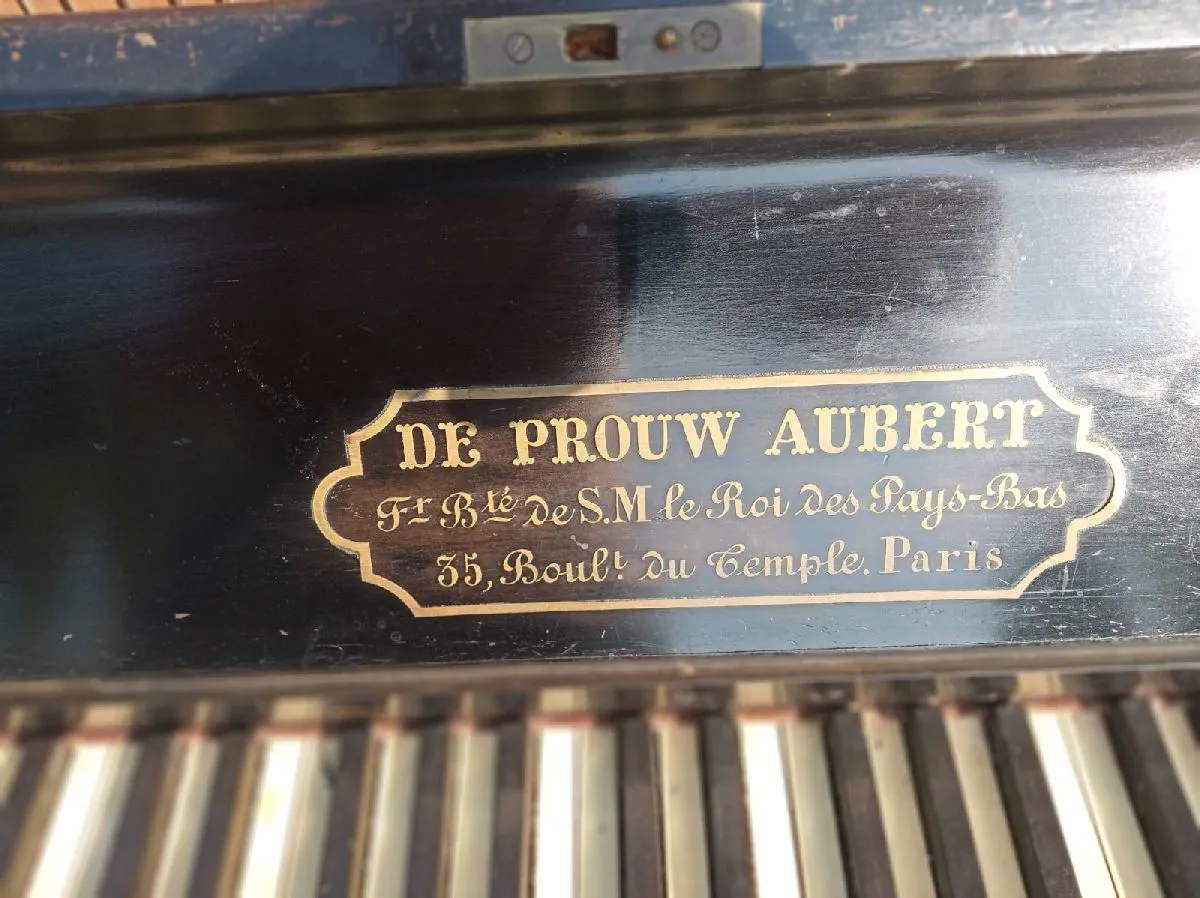 DE PROUW AUBERT
Fr Bté de S.M le Roi des Pays-Bas
35, Boult. du Temple. Paris